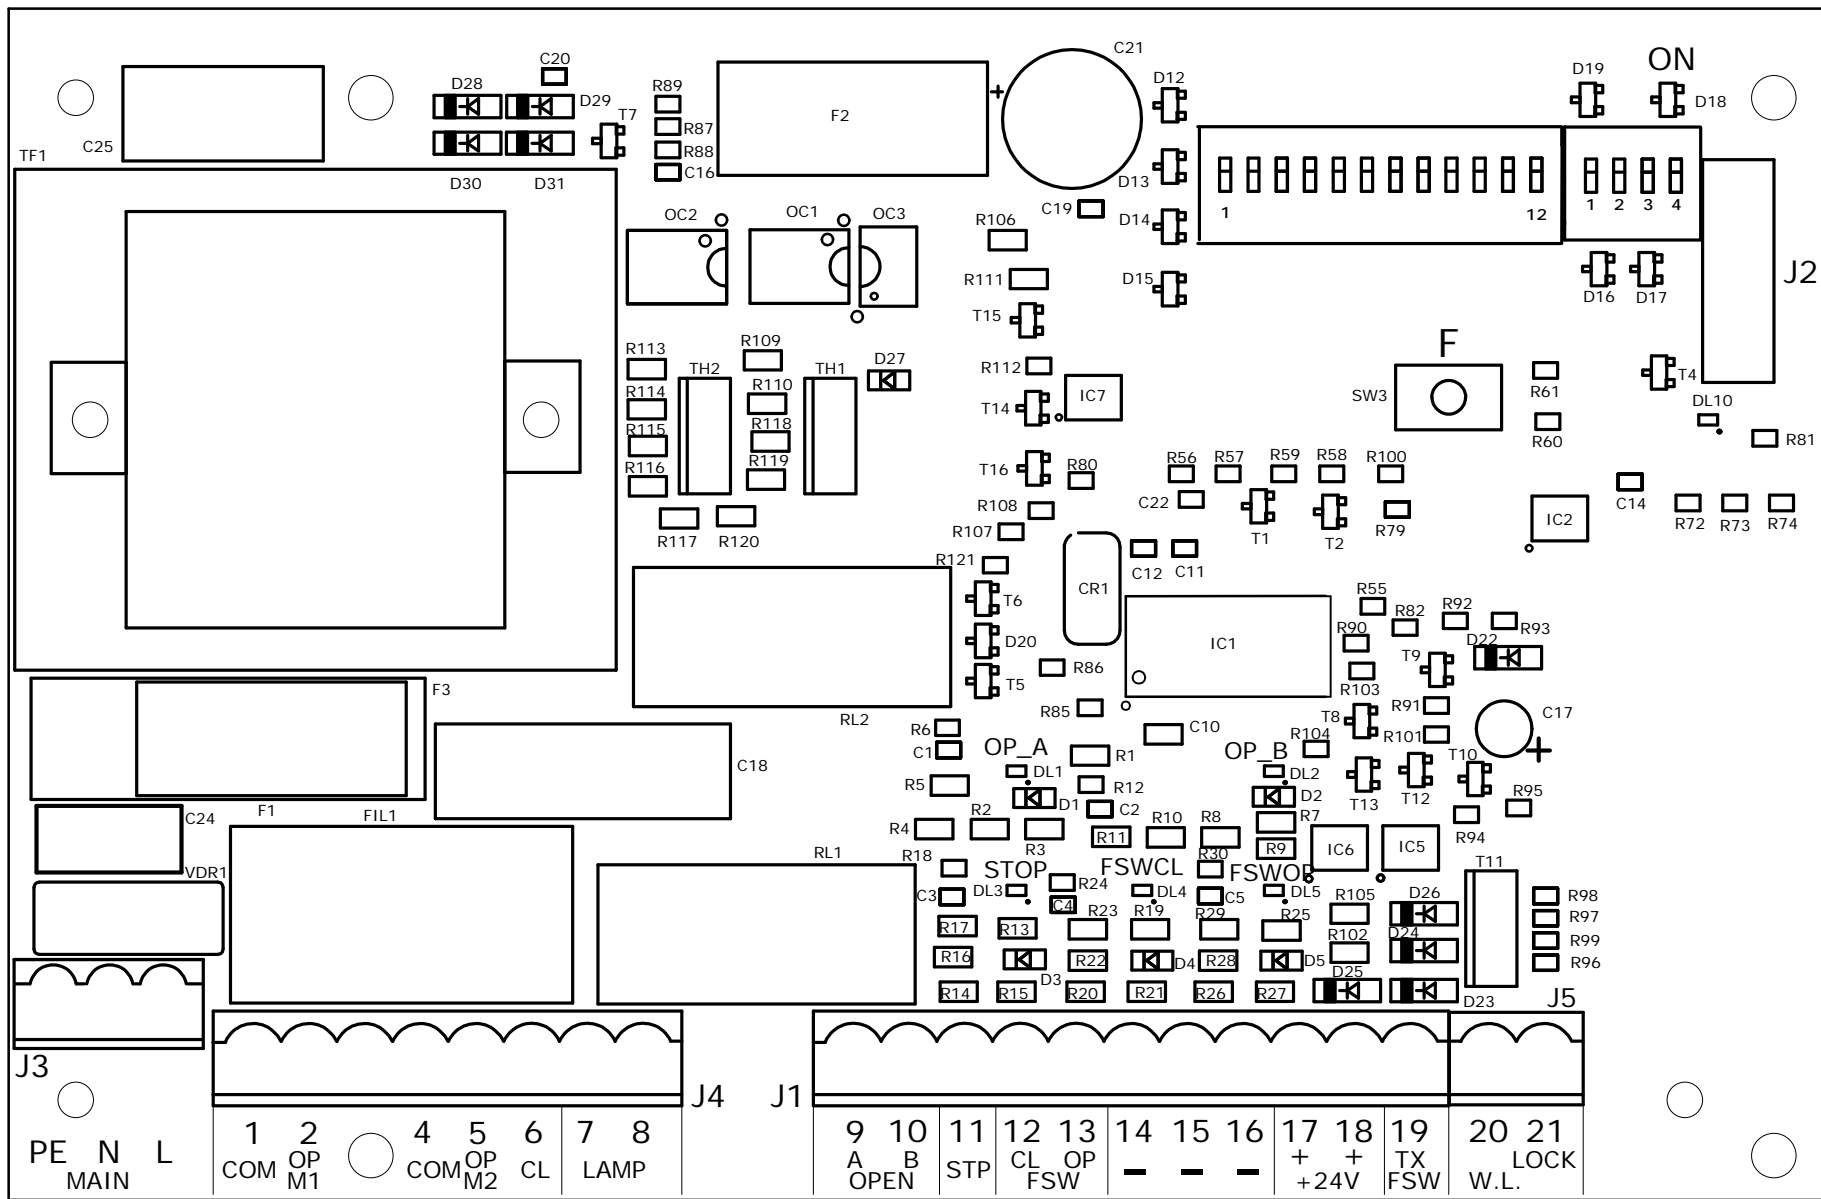 C21
ON
C20
D28
R89
D12
D19
D18
D29
T7
F2
+
R87
C25
R88
TF1
C16
D13
D30
D31
1
12
1
2
3
4
OC2
OC1
OC3
C19
R106
D14
J2
R111
D15
D16
D17
T15
F
R113
R109
TH2
TH1
D27
R112
T4
R114
R110
IC7
SW3
R61
T14
DL10
R115
R118
R60
R81
R116
R119
T16
R80
R56
R57
R59
R58
R100
R108
C22
C14
IC2
R72
R73
R74
R117
R120
R107
T1
T2
R79
R121
C12
C11
CR1
T6
R55
R82
R92
R93
D20
IC1
R90
D22
T9
T5
R86
R103
F3
R85
R91
C17
+
RL2
T8
R6
C10
R104
R101
C1
OP_A
OP_B
C18
R1
T10
DL1
DL2
R5
R12
T13
T12
R95
F1
FIL1
C24
D1
C2
D2
R4
R2
R3
R11
R10
R8
R7
R94
R9
IC6
IC5
RL1
R18
R30
VDR1
STOP
FSWCL
FSWOP
T11
C3
DL3
R24
C4
DL4
C5
DL5
R105
D26
R98
R17
R13
R23
R19
R29
R25
R97
R102
D24
R99
R16
D3
R22
D4
R28
D5
D25
R96
R14
R15
R20
R21
R26
R27
D23
J5
J3
J4
J1
PE N L
MAIN
1 2 4 5 6 7 8
COM OP COM OP CL LAMP
M1 M2
9 10 11 12 13 14 15 16 17 18 19 20 21
A B STP CL OP – – – + + TX LOCK
OPEN FSW +24V FSW W.L.